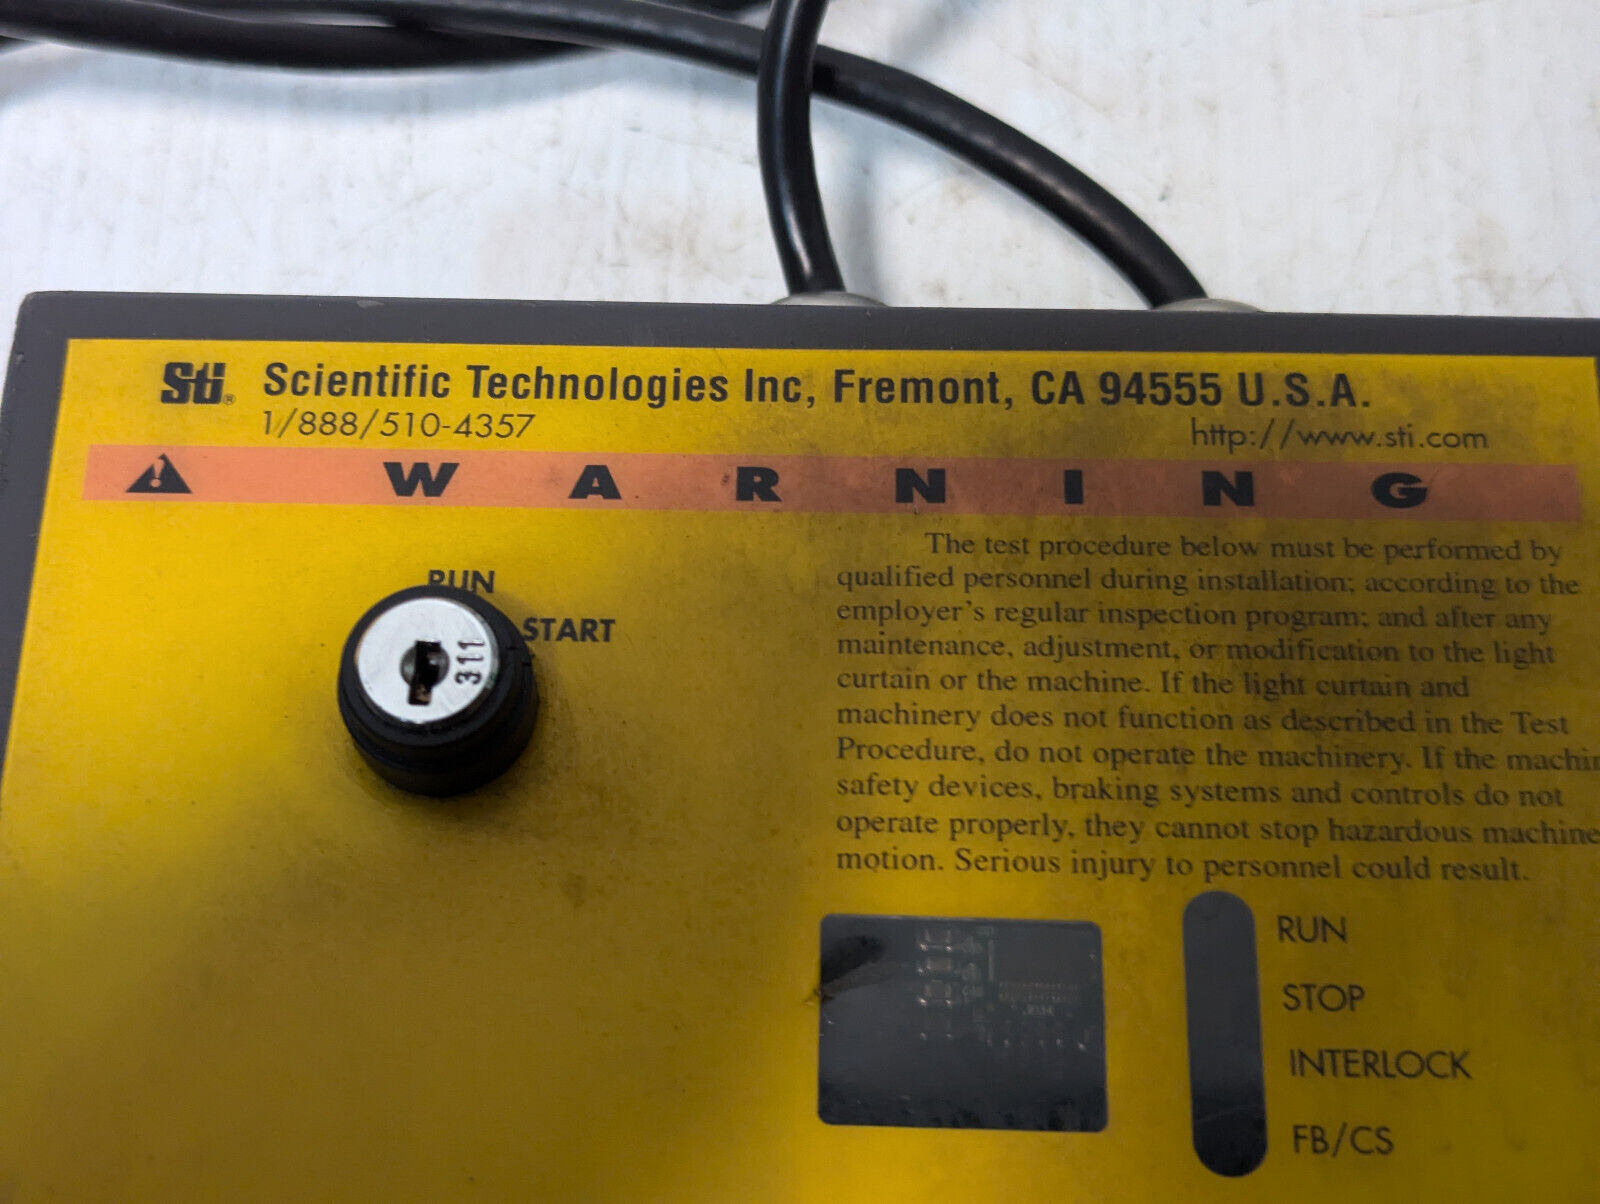 Sti® Scientific Technologies Inc, Fremont, CA 94555 U.S.A.
1/888/510-4357
http://www.sti.com
WARNING
RUN
START
311
The test procedure below must be performed by
qualified personnel during installation; according to the
employer's regular inspection program; and after any
maintenance, adjustment, or modification to the light
curtain or the machine. If the light curtain and
machinery does not function as described in the Test
Procedure, do not operate the machinery. If the machin
safety devices, braking systems and controls do not
operate properly, they cannot stop hazardous machine
motion. Serious injury to personnel could result.
RUN
STOP
INTERLOCK
FB/CS